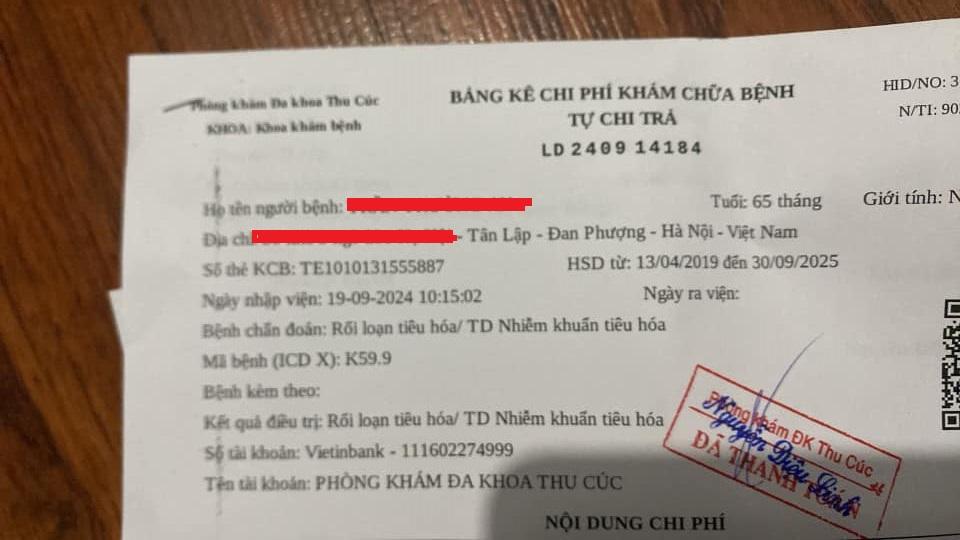 Phòng khám Đa khoa Thu Cúc
KHOA: Khoa khám bệnh
BẢNG KÊ CHI PHÍ KHÁM CHỮA BỆNH
TỰ CHI TRẢ
LD 2409 14184
HID/NO: 3
N/TI: 90
Họ tên người bệnh:
Tuổi: 65 tháng
Giới tính: N
Địa chỉ - Tân Lập - Đan Phượng - Hà Nội - Việt Nam
Số thẻ KCB: TE1010131555887
HSD từ: 13/04/2019 đến 30/09/2025
Ngày nhập viện: 19-09-2024 10:15:02
Ngày ra viện:
Bệnh chẩn đoán: Rối loạn tiêu hóa/ TD Nhiễm khuẩn tiêu hóa
Mã bệnh (ICD X): K59.9
Bệnh kèm theo:
Kết quả điều trị: Rối loạn tiêu hóa/ TD Nhiễm khuẩn tiêu hóa
Số tài khoản: Vietinbank - 111602274999
Tên tài khoản: PHÒNG KHÁM ĐA KHOA THU CÚC
Phòng khám ĐK Thu Cúc
ĐÃ THANH TOÁN
Nguyễn Diệu Linh
NỘI DUNG CHI PHÍ